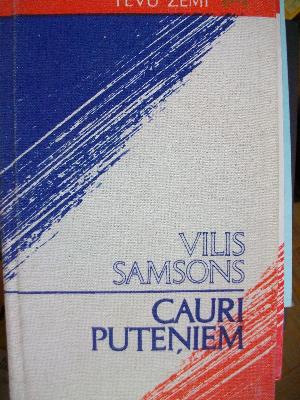 TĒVU ZEMI
VILIS
SAMSONS
CAURI
PUTEŅIEM